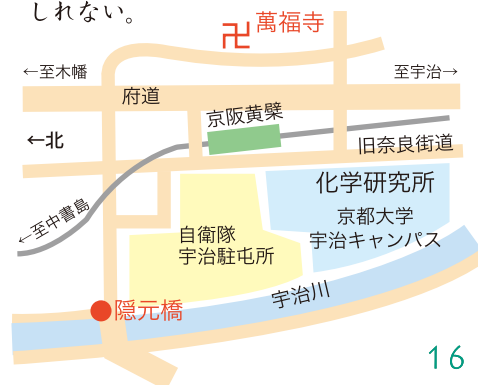 しれない。
卍萬福寺
←至木幡
至宇治→
府道
京阪黄檗
←北
旧奈良街道
化学研究所
京都大学
宇治キャンパス
←至中書島
自衛隊
宇治駐屯所
宇治川
隠元橋
16